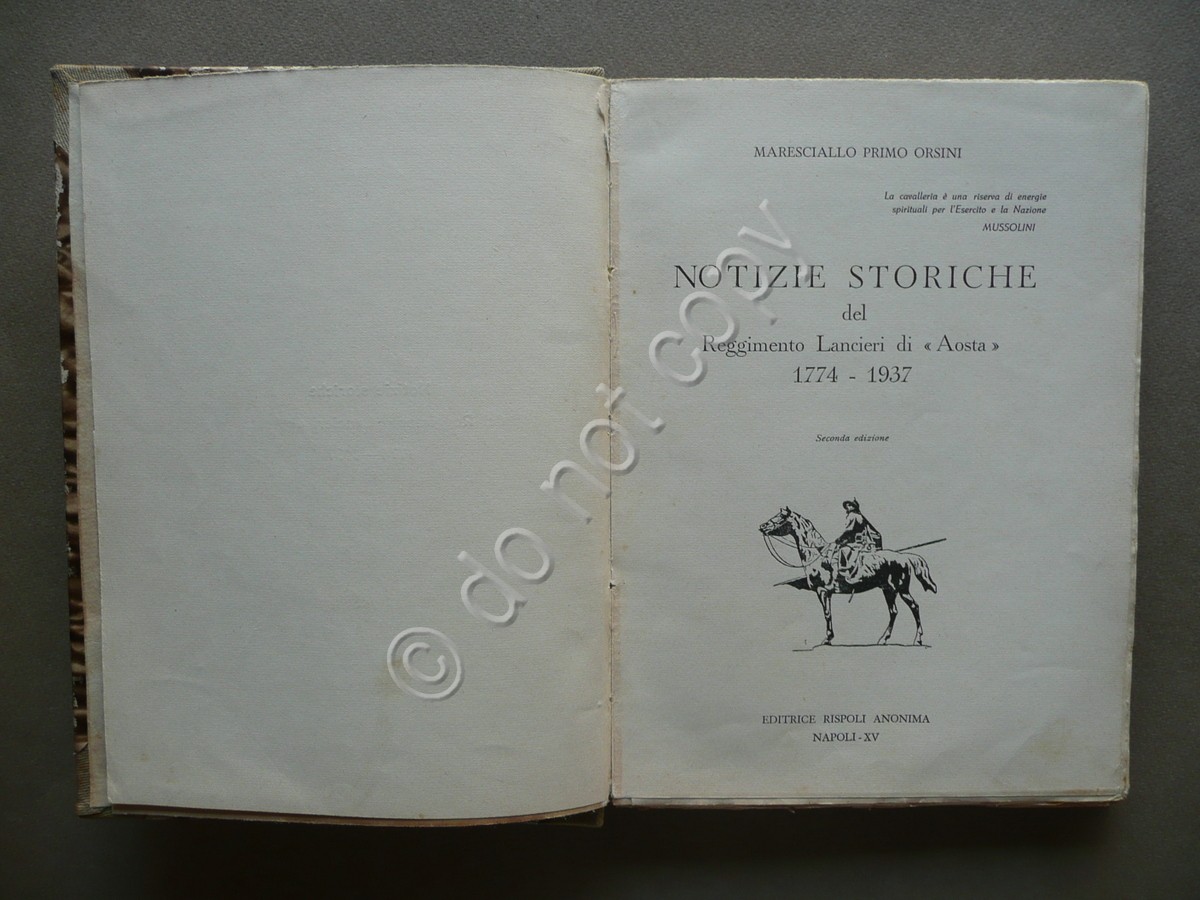 MARESCIALLO PRIMO ORSINI
La cavalleria è una riserva di energie
spirituali per l'Esercito e la Nazione
MUSSOLINI
NOTIZIE STORICHE
del
Reggimento Lancieri di « Aosta »
1774 - 1937
Seconda edizione
EDITRICE RISPOLI ANONIMA
NAPOLI - XV
© do not copy